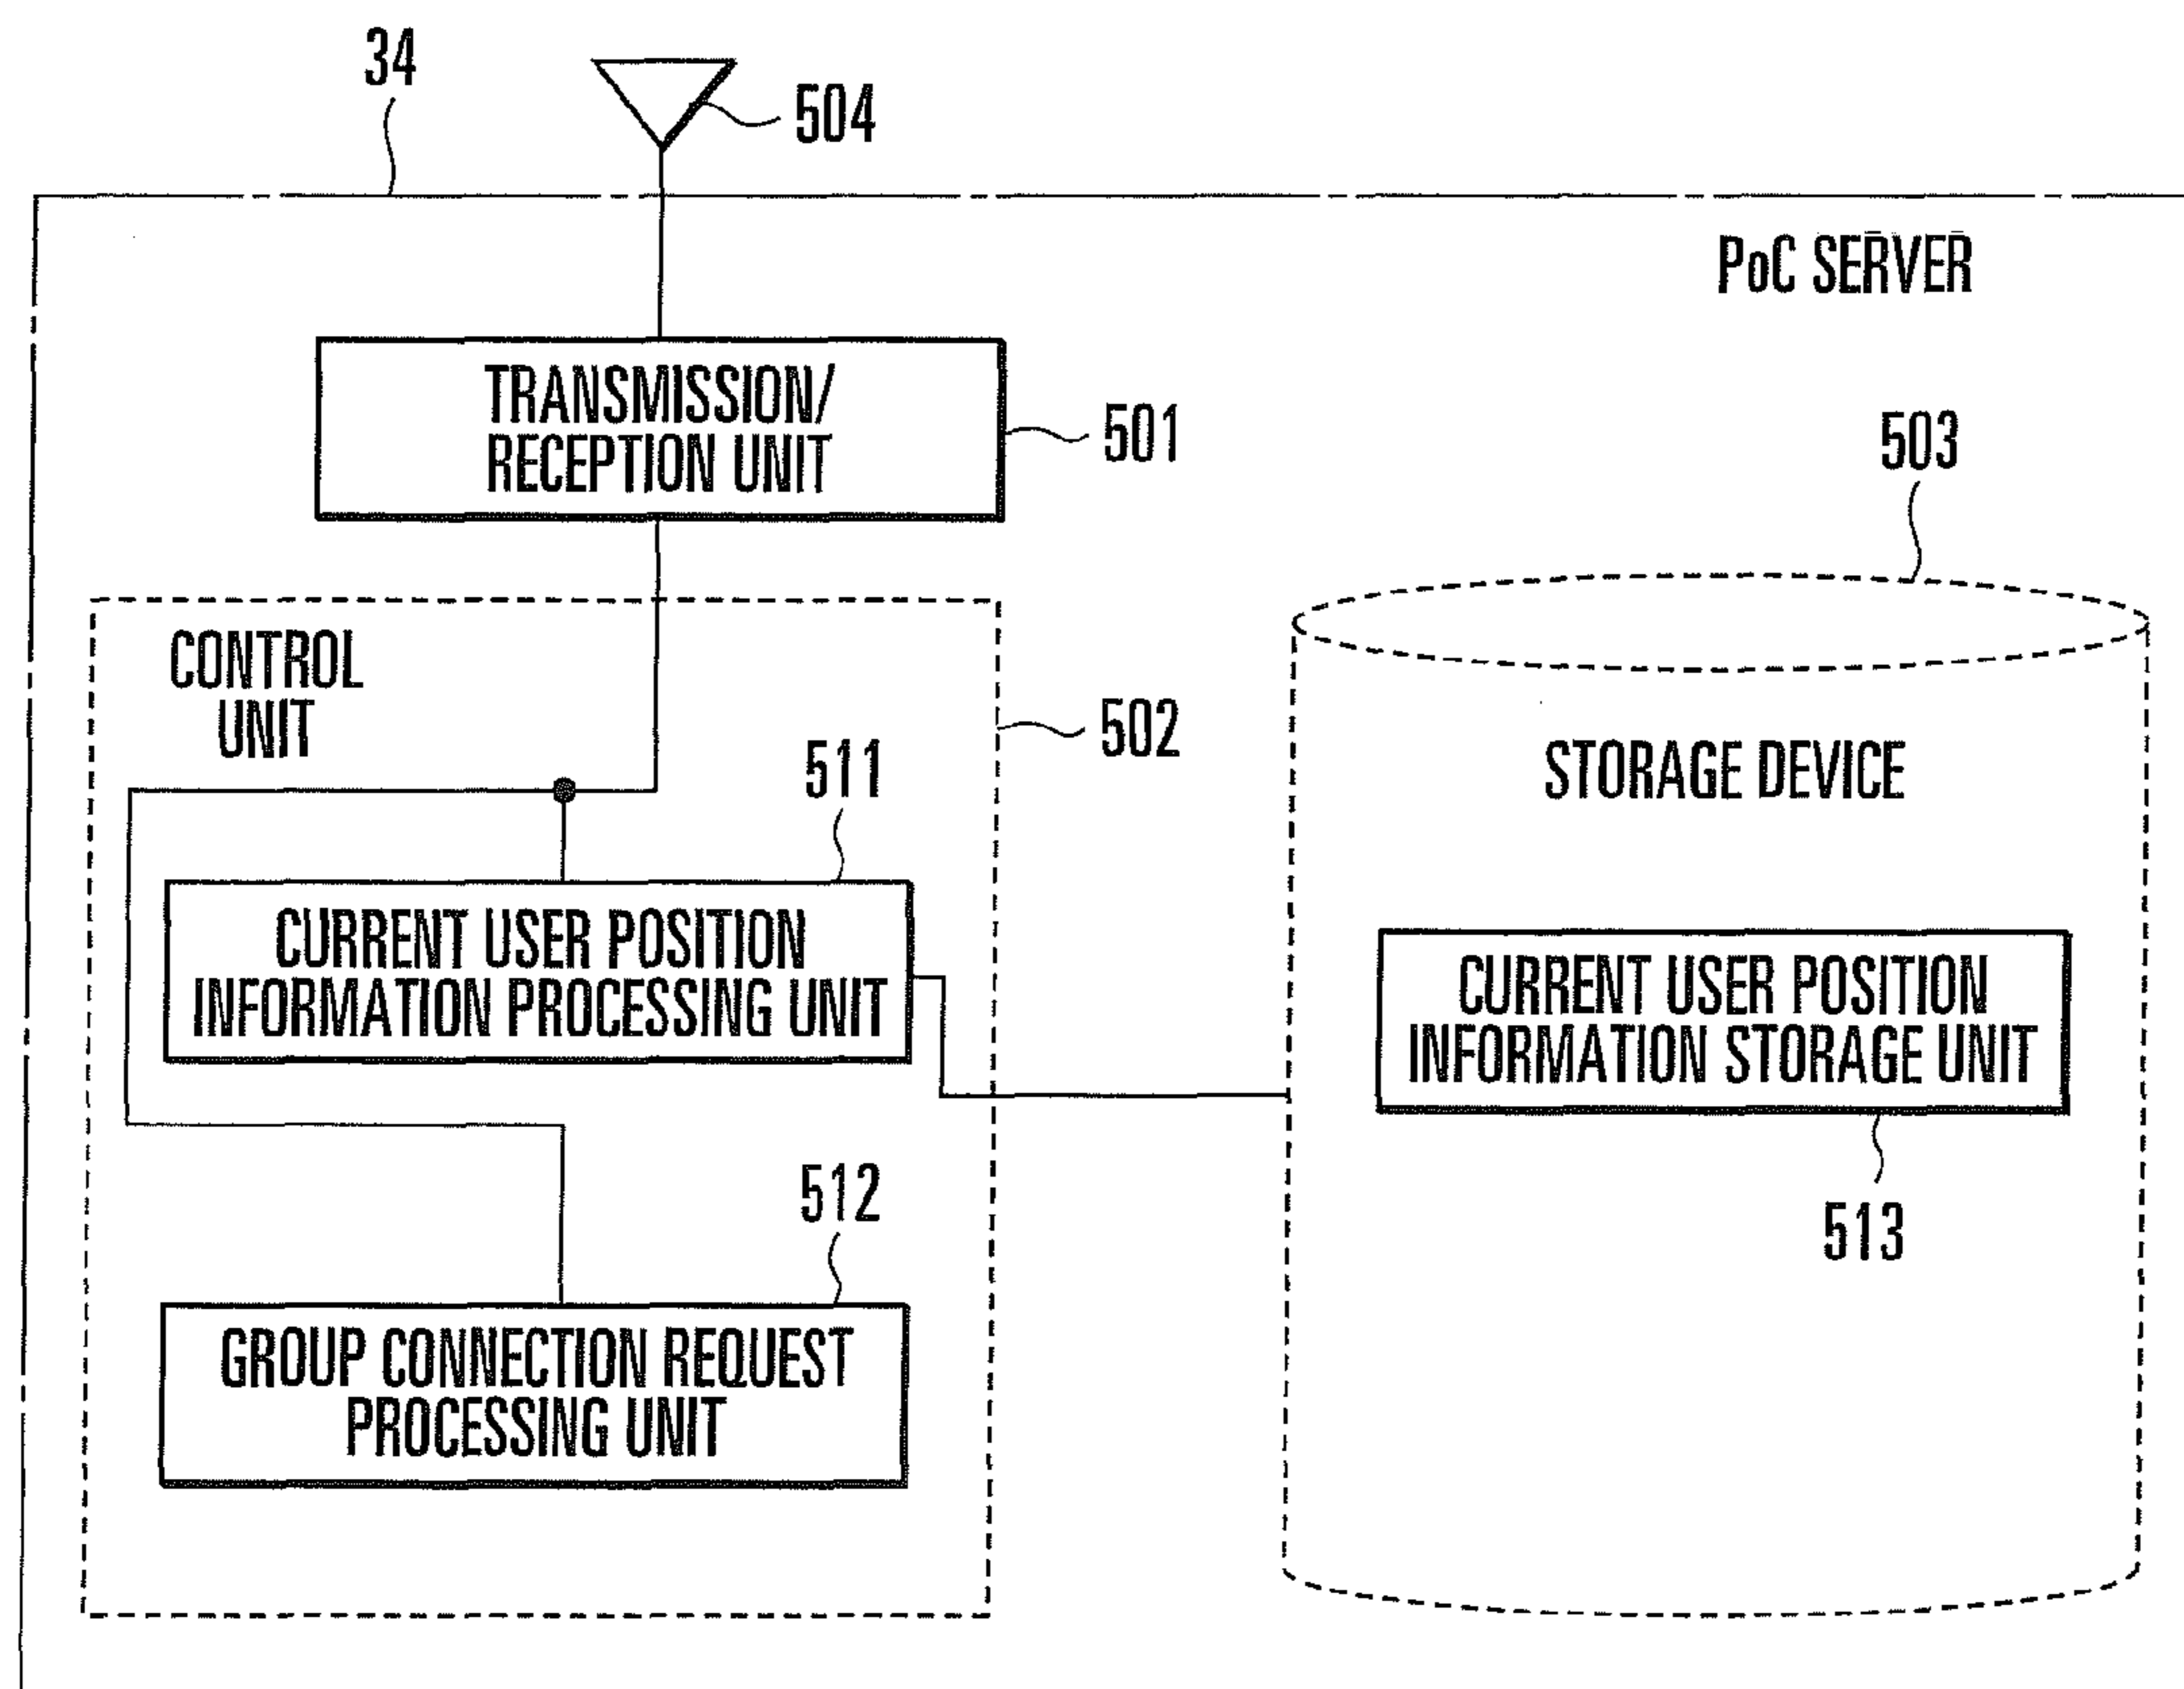 34
504
PoC SERVER
TRANSMISSION/
RECEPTION UNIT
501
503
CONTROL
UNIT
502
STORAGE DEVICE
511
CURRENT USER POSITION
INFORMATION PROCESSING UNIT
CURRENT USER POSITION
INFORMATION STORAGE UNIT
512
513
GROUP CONNECTION REQUEST
PROCESSING UNIT